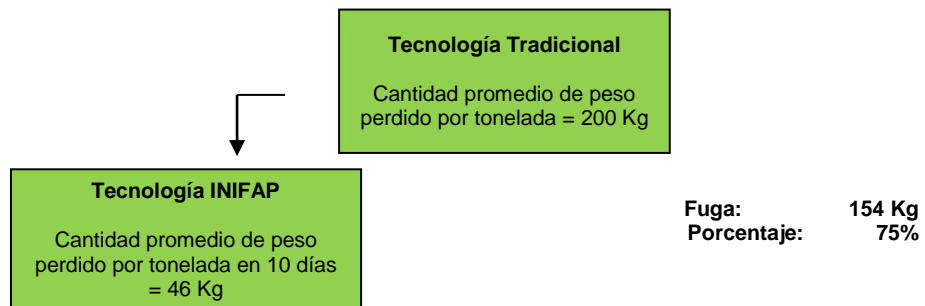 Tecnología Tradicional
Cantidad promedio de peso
perdido por tonelada = 200 Kg
Tecnología INIFAP
Cantidad promedio de peso
perdido por tonelada en 10 días
= 46 Kg
Fuga: 154 Kg
Porcentaje: 75%